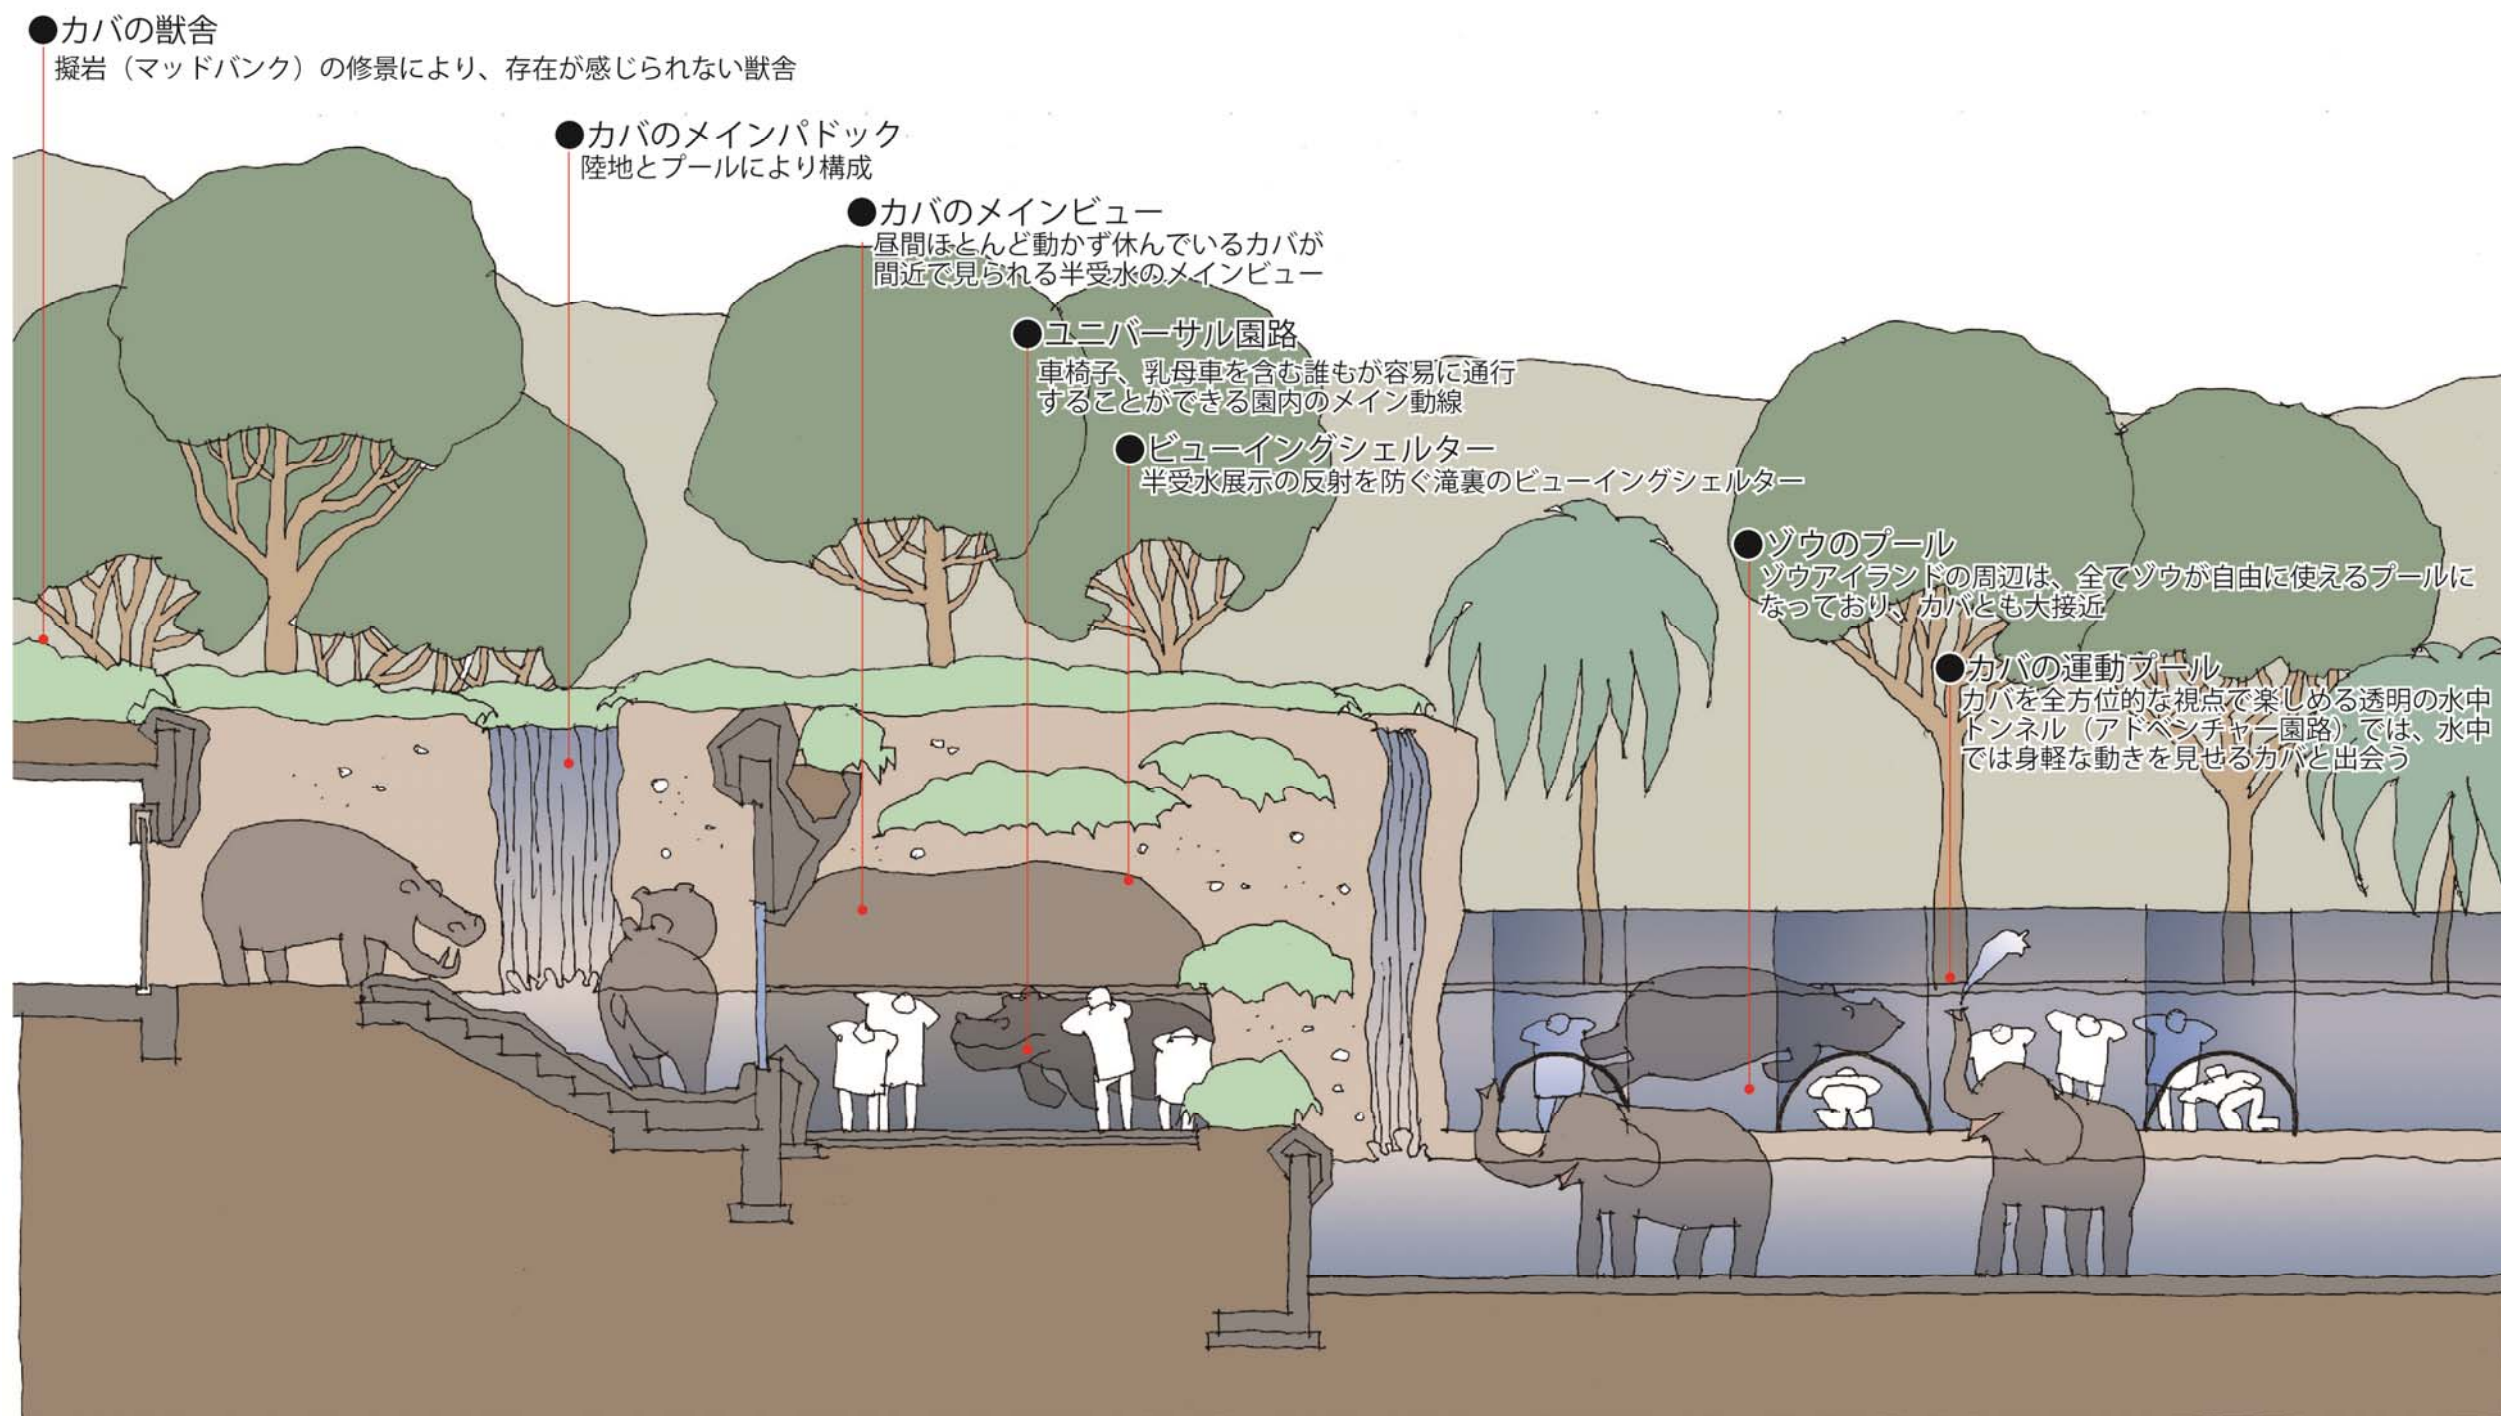 ●カバの獣舎
擬岩（マッドバンク）の修景により、存在が感じられない獣舎
●カバのメインパドック
陸地とプールにより構成
●カバのメインビュー
昼間ほとんど動かず休んでいるカバが
間近で見られる半受水のメインビュー
●ユニバーサル園路
車椅子、乳母車を含む誰もが容易に通行
することができる園内のメイン動線
●ビューイングシェルター
半受水展示の反射を防ぐ滝裏のビューイングシェルター
●ゾウのプール
ゾウアイランドの周辺は、全てゾウが自由に使えるプールに
なっており、カバとも大接近
●カバの運動プール
カバを全方位的な視点で楽しめる透明の水中
トンネル（アドベンチャー園路）では、水中
では身軽な動きを見せるカバと出会う